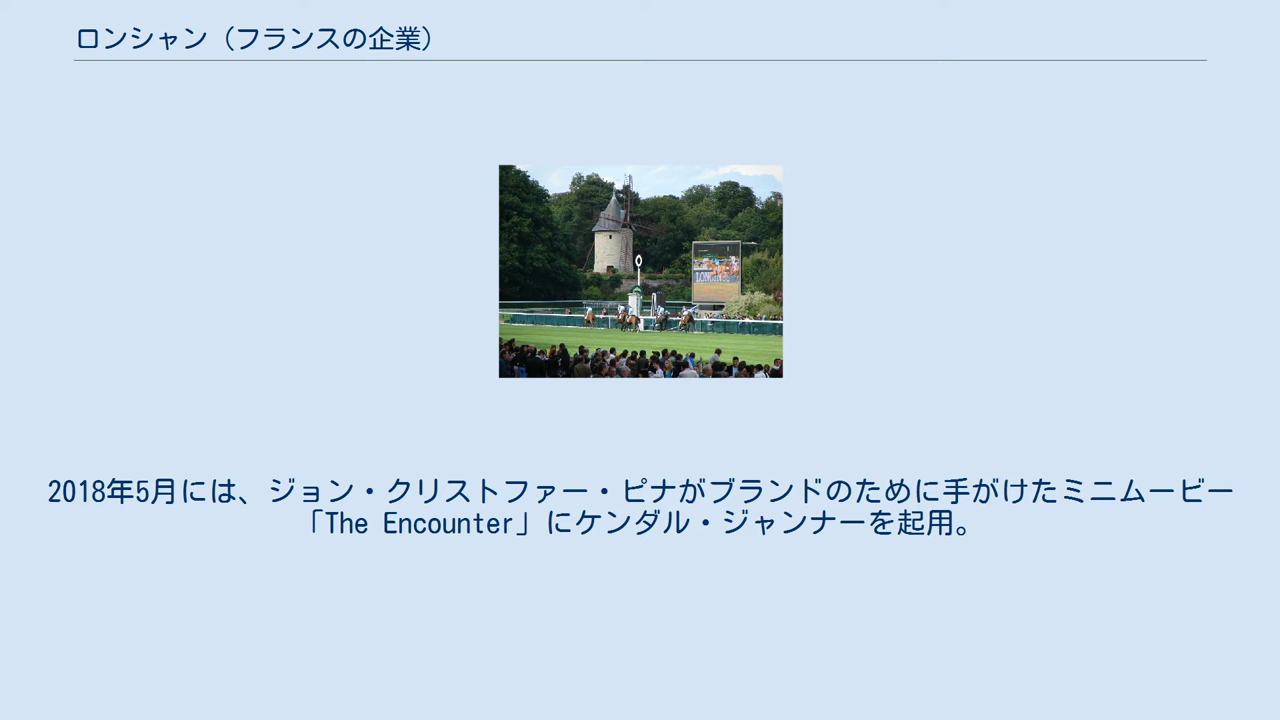 ロンシャン（フランスの企業）
2018年5月には、ジョン・クリストファー・ピナがブランドのために手がけたミニムービー
「The Encounter」にケンダル・ジャンナーを起用。